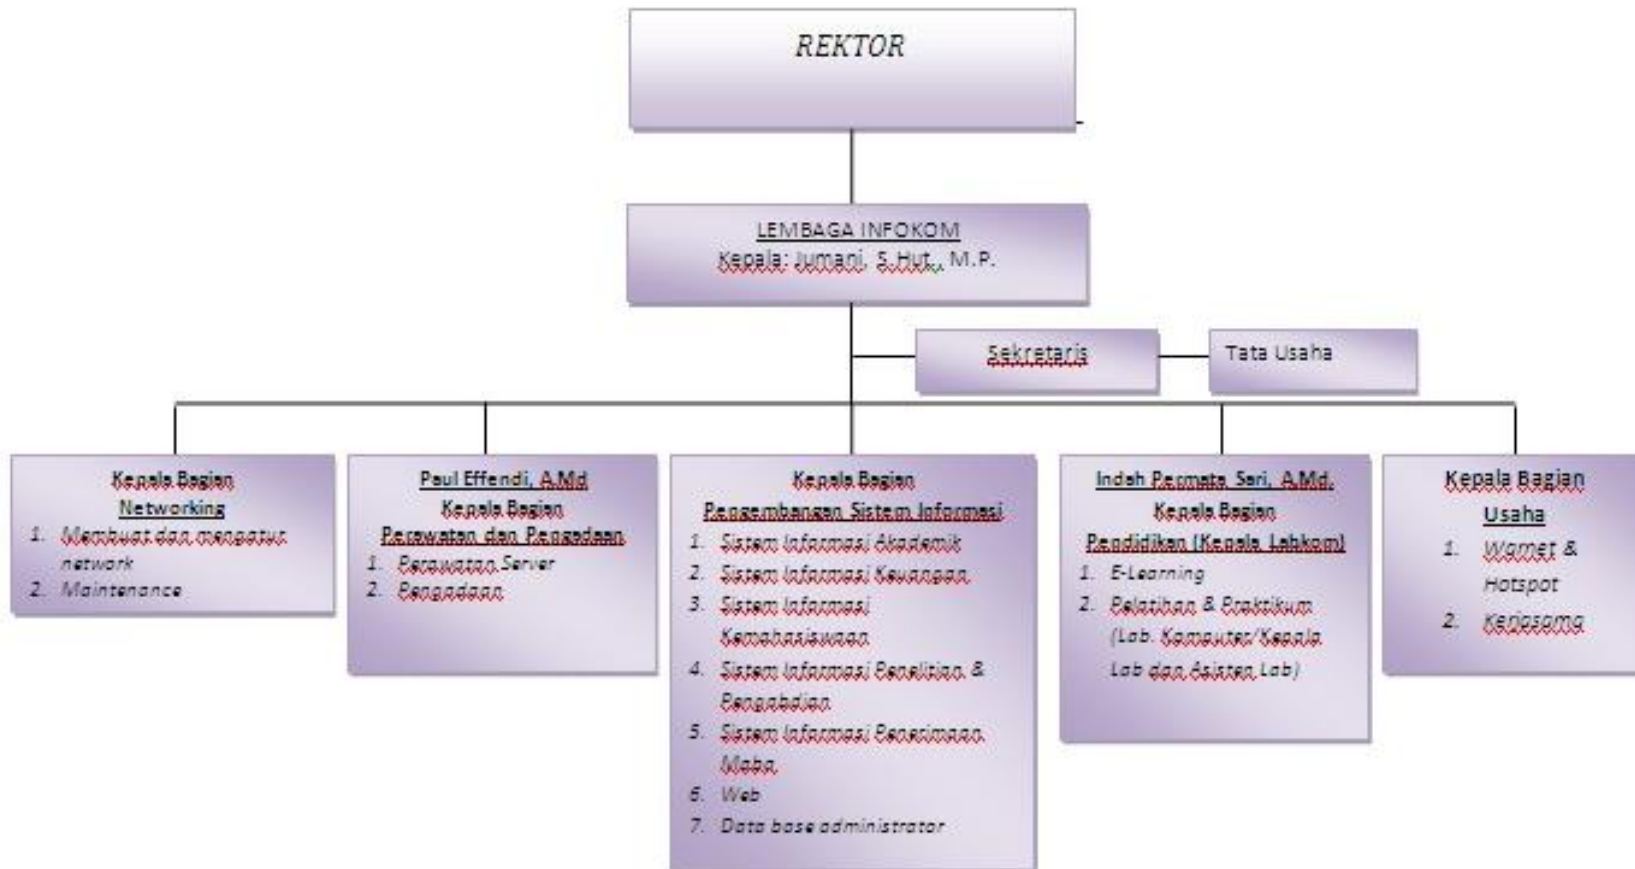 REKTOR
LEMBAGA INFOKOM
Kepala: Jumani, S.Hut., M.P.
Sekretaris
Tata Usaha
Kepala Bagian
Networking
1. Membuat dan mengatur
network
2. Maintenance
Paul Effendi, A.Md
Kepala Bagian
Perawatan dan Pengadaan
1. Perawatan Server
2. Pengadaan
Kepala Bagian
Pengembangan Sistem Informasi
1. Sistem Informasi Akademik
2. Sistem Informasi Keuangan
3. Sistem Informasi
Kemahasiswaan
4. Sistem Informasi Penelitian &
Pengabdian
5. Sistem Informasi Penerimaan
Maba
6. Web
7. Data base administrator
Indah Permata Sari, A.Md.
Kepala Bagian
Pendidikan (Kepala Labkom)
1. E-Learning
2. Pelatihan & Praktikum
(Lab. Komputer/Kepala
Lab dan Asisten Lab)
Kepala Bagian
Usaha
1. Warnet &
Hotspot
2. Kerjasama